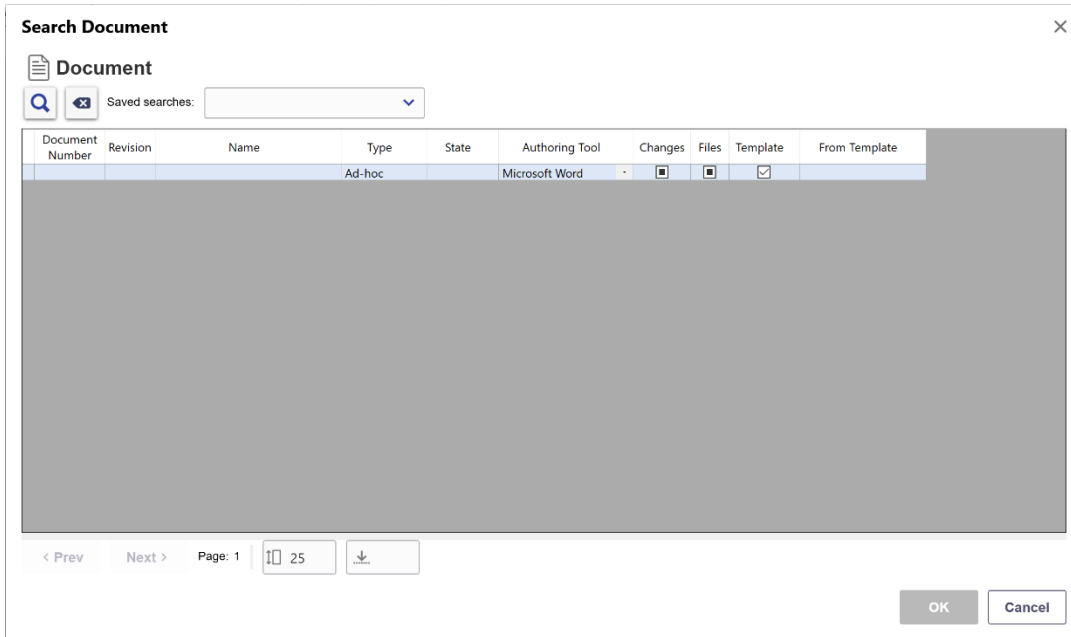 Search Document
Document
Saved searches:
Document Number Revision Name Type State Authoring Tool Changes Files Template From Template
Ad-hoc Microsoft Word
< Prev Next > Page: 1 25
OK Cancel